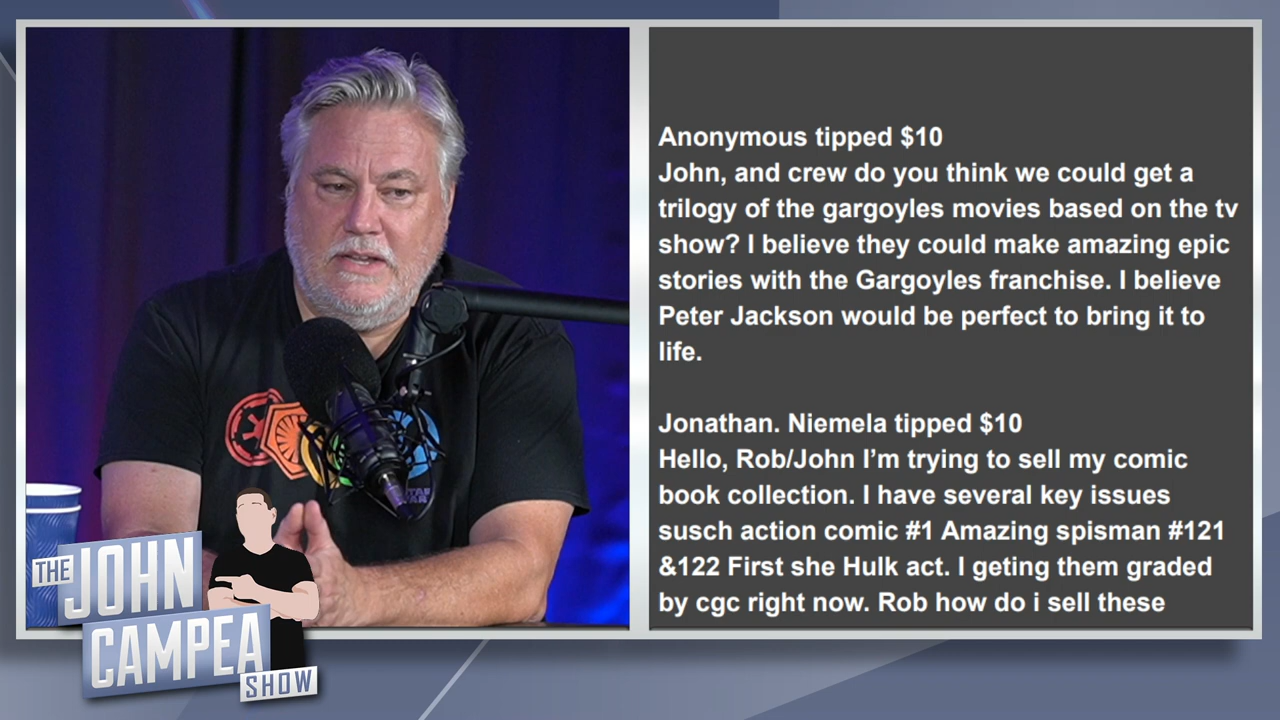 Anonymous tipped $10
John, and crew do you think we could get a
trilogy of the gargoyles movies based on the tv
show? I believe they could make amazing epic
stories with the Gargoyles franchise. I believe
Peter Jackson would be perfect to bring it to
life.
Jonathan. Niemela tipped $10
Hello, Rob/John I’m trying to sell my comic
book collection. I have several key issues
susch action comic #1 Amazing spisman #121
&122 First she Hulk act. I geting them graded
by cgc right now. Rob how do i sell these
THE
JOHN
CAMPEA
SHOW